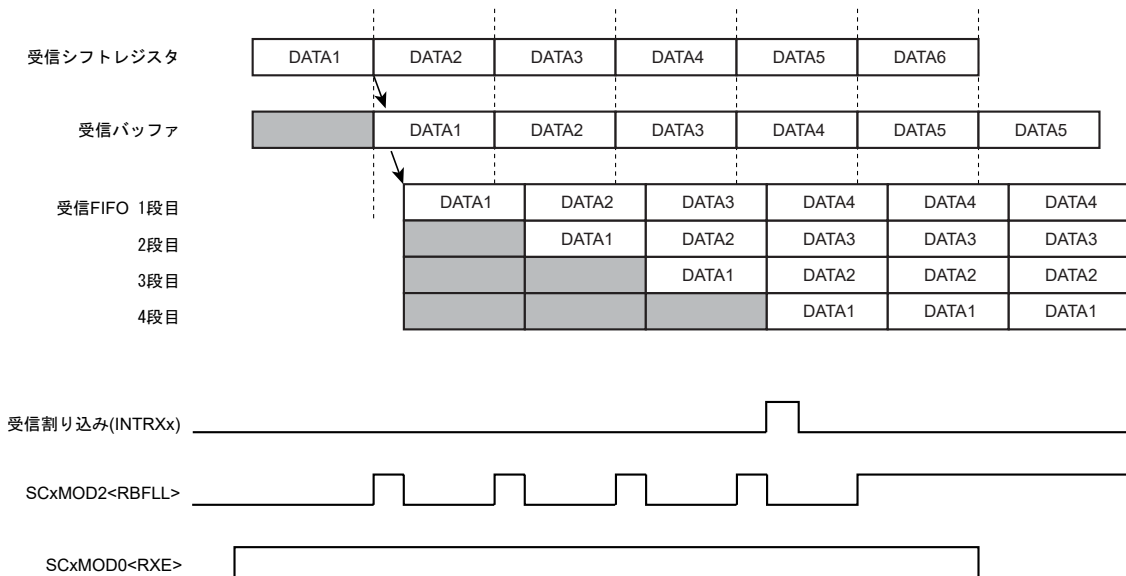 受信シフトレジスタ DATA1 DATA2 DATA3 DATA4 DATA5 DATA6
受信バッファ DATA1 DATA2 DATA3 DATA4 DATA5 DATA5
受信FIFO 1段目 DATA1 DATA2 DATA3 DATA4 DATA4 DATA4
2段目 DATA1 DATA2 DATA3 DATA3 DATA3
3段目 DATA1 DATA2 DATA2 DATA2
4段目 DATA1 DATA1 DATA1
受信割り込み(INTRXx)
SCxMOD2<RBFLL>
SCxMOD0<RXE>